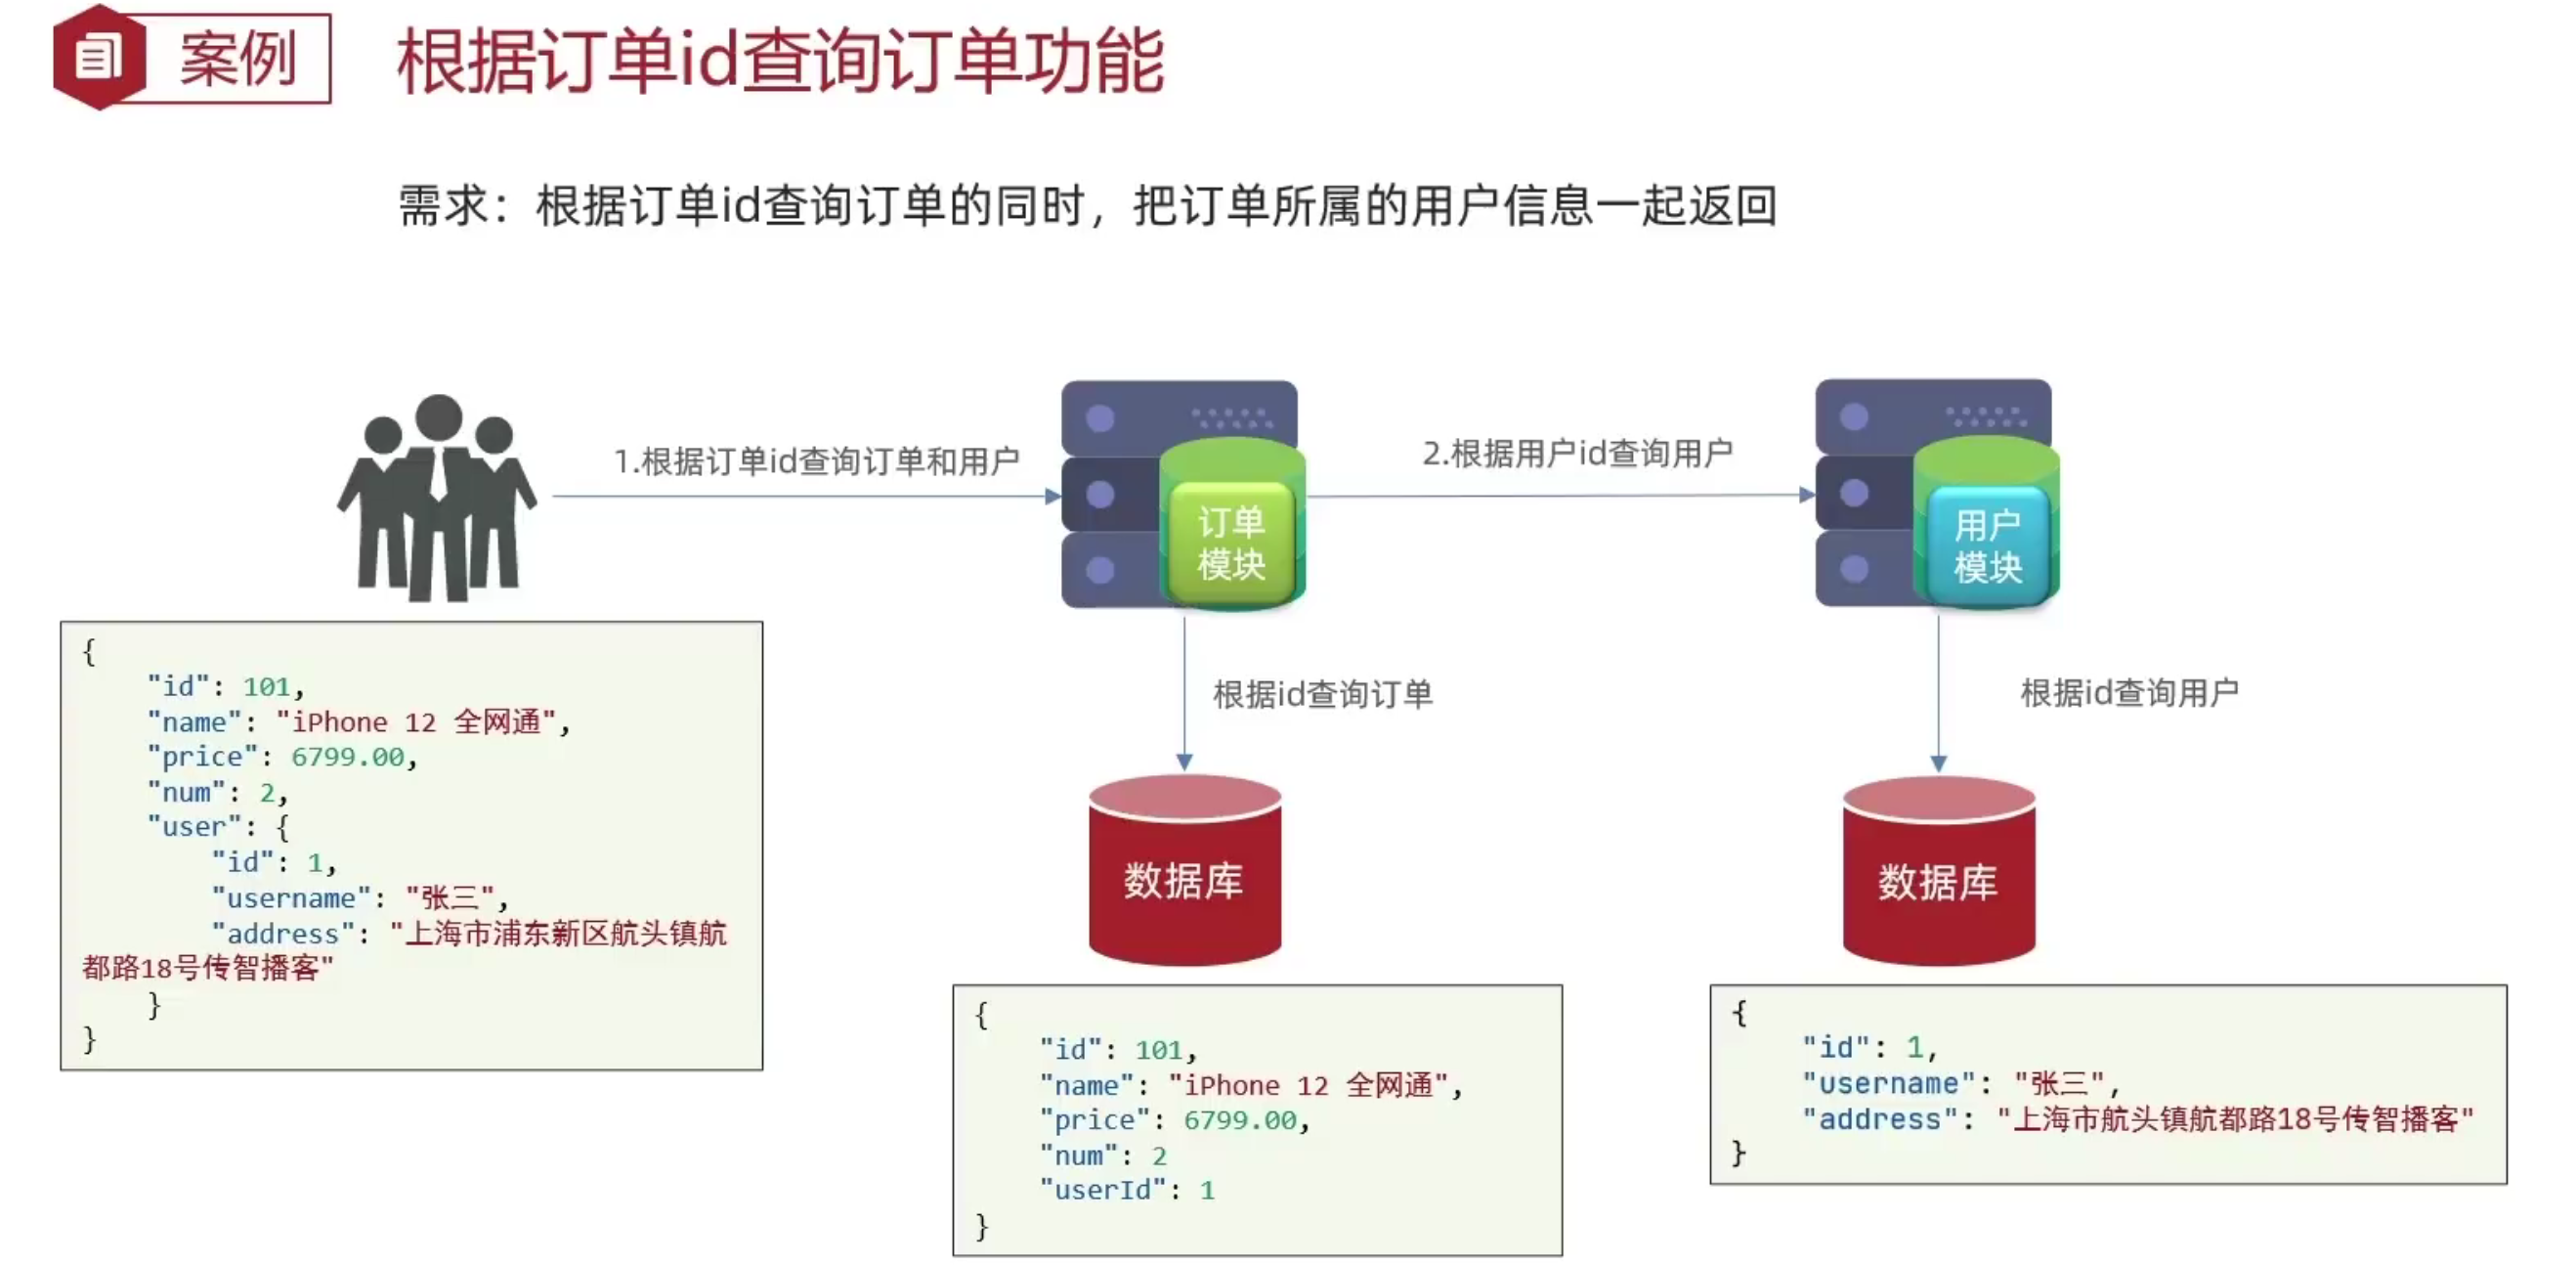 案例
根据订单id查询订单功能
需求：根据订单id查询订单的同时，把订单所属的用户信息一起返回
1.根据订单id查询订单和用户
2.根据用户id查询用户
订单
模块
用户
模块
根据id查询订单
根据id查询用户
数据库
数据库
{
"id": 101,
"name": "iPhone 12 全网通",
"price": 6799.00,
"num": 2,
"user": {
"id": 1,
"username": "张三",
"address": "上海市浦东新区航头镇航
都路18号传智播客"
}
}
{
"id": 101,
"name": "iPhone 12 全网通",
"price": 6799.00,
"num": 2
"userId": 1
}
{
"id": 1,
"username": "张三",
"address": "上海市航头镇航都路18号传智播客"
}